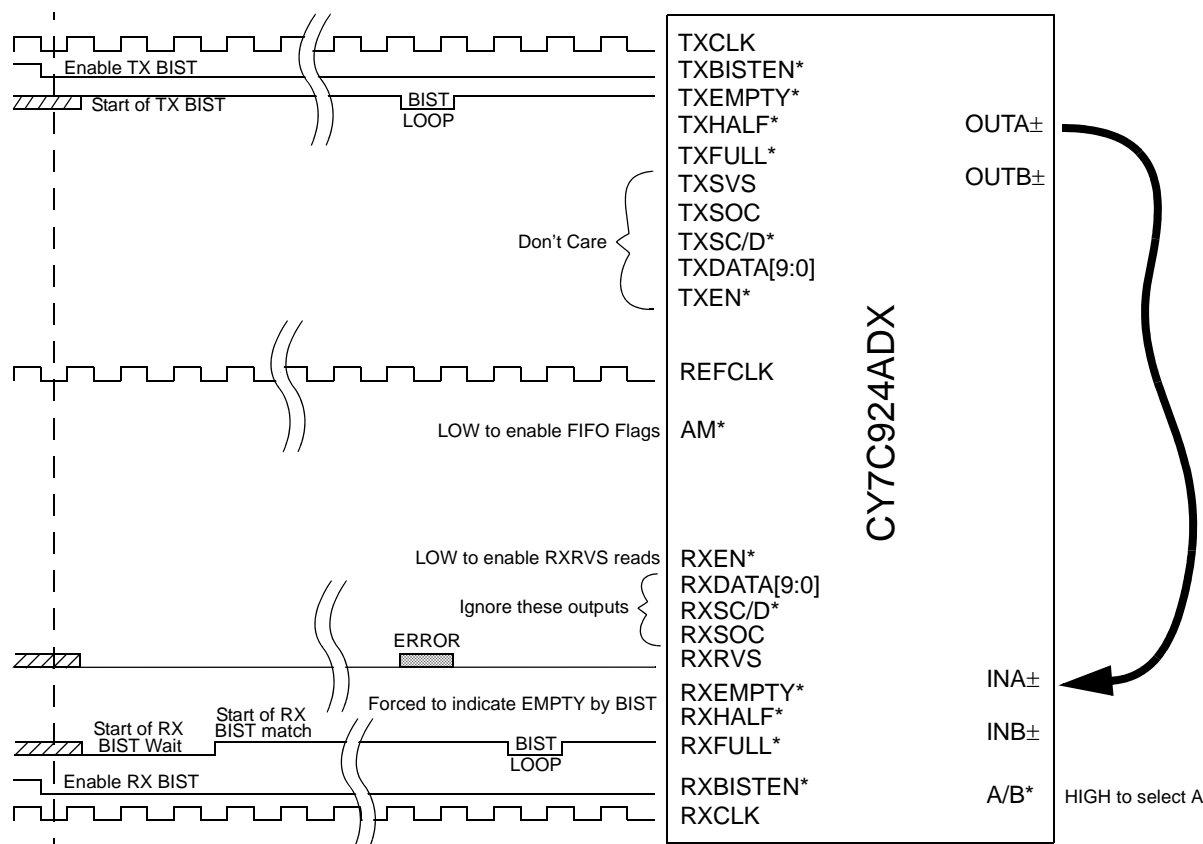 TXCLK
Enable TX BIST
TXBISTEN*
Start of TX BIST
BIST
LOOP
TXEMPTY*
TXHALF*
OUTA±
TXFULL*
OUTB±
Don't Care
TXSVS
TXSOC
TXSC/D*
TXDATA[9:0]
TXEN*
CY7C924ADX
REFCLK
LOW to enable FIFO Flags
AM*
LOW to enable RXRVS reads
RXEN*
Ignore these outputs
RXDATA[9:0]
RXSC/D*
RXSOC
ERROR
RXRVS
INA±
Forced to indicate EMPTY by BIST
RXEMPTY*
RXHALF*
Start of RX
BIST Wait
Start of RX
BIST match
BIST
LOOP
RXFULL*
INB±
Enable RX BIST
RXBISTEN*
A/B*
HIGH to select A
RXCLK